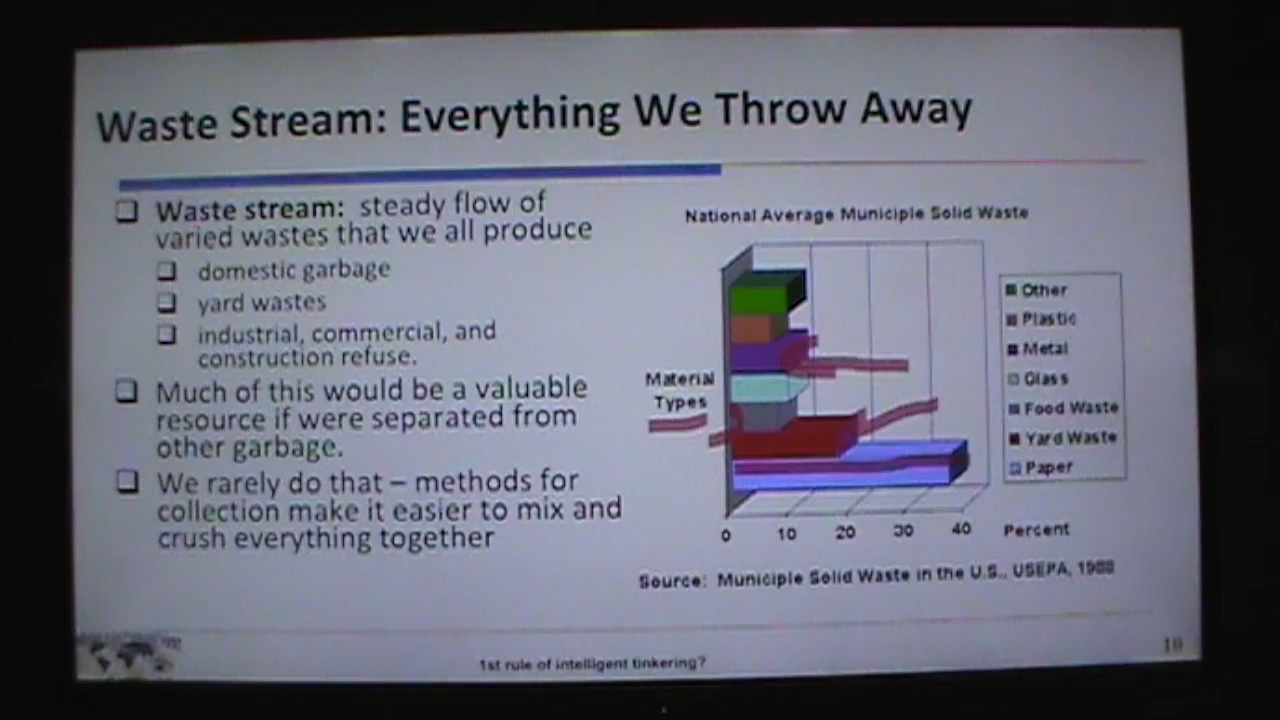 Waste Stream: Everything We Throw Away
❑ Waste stream: steady flow of
varied wastes that we all produce
❑ domestic garbage
❑ yard wastes
❑ industrial, commercial, and
construction refuse.
❑ Much of this would be a valuable
resource if were separated from
other garbage.
❑ We rarely do that – methods for
collection make it easier to mix and
crush everything together
National Average Municiple Solid Waste
Material
Types
Other
Plastic
Metal
Glass
Food Waste
Yard Waste
Paper
0 10 20 30 40 Percent
Source: Municiple Solid Waste in the U.S., USEPA, 1988
1st rule of intelligent tinkering?
10